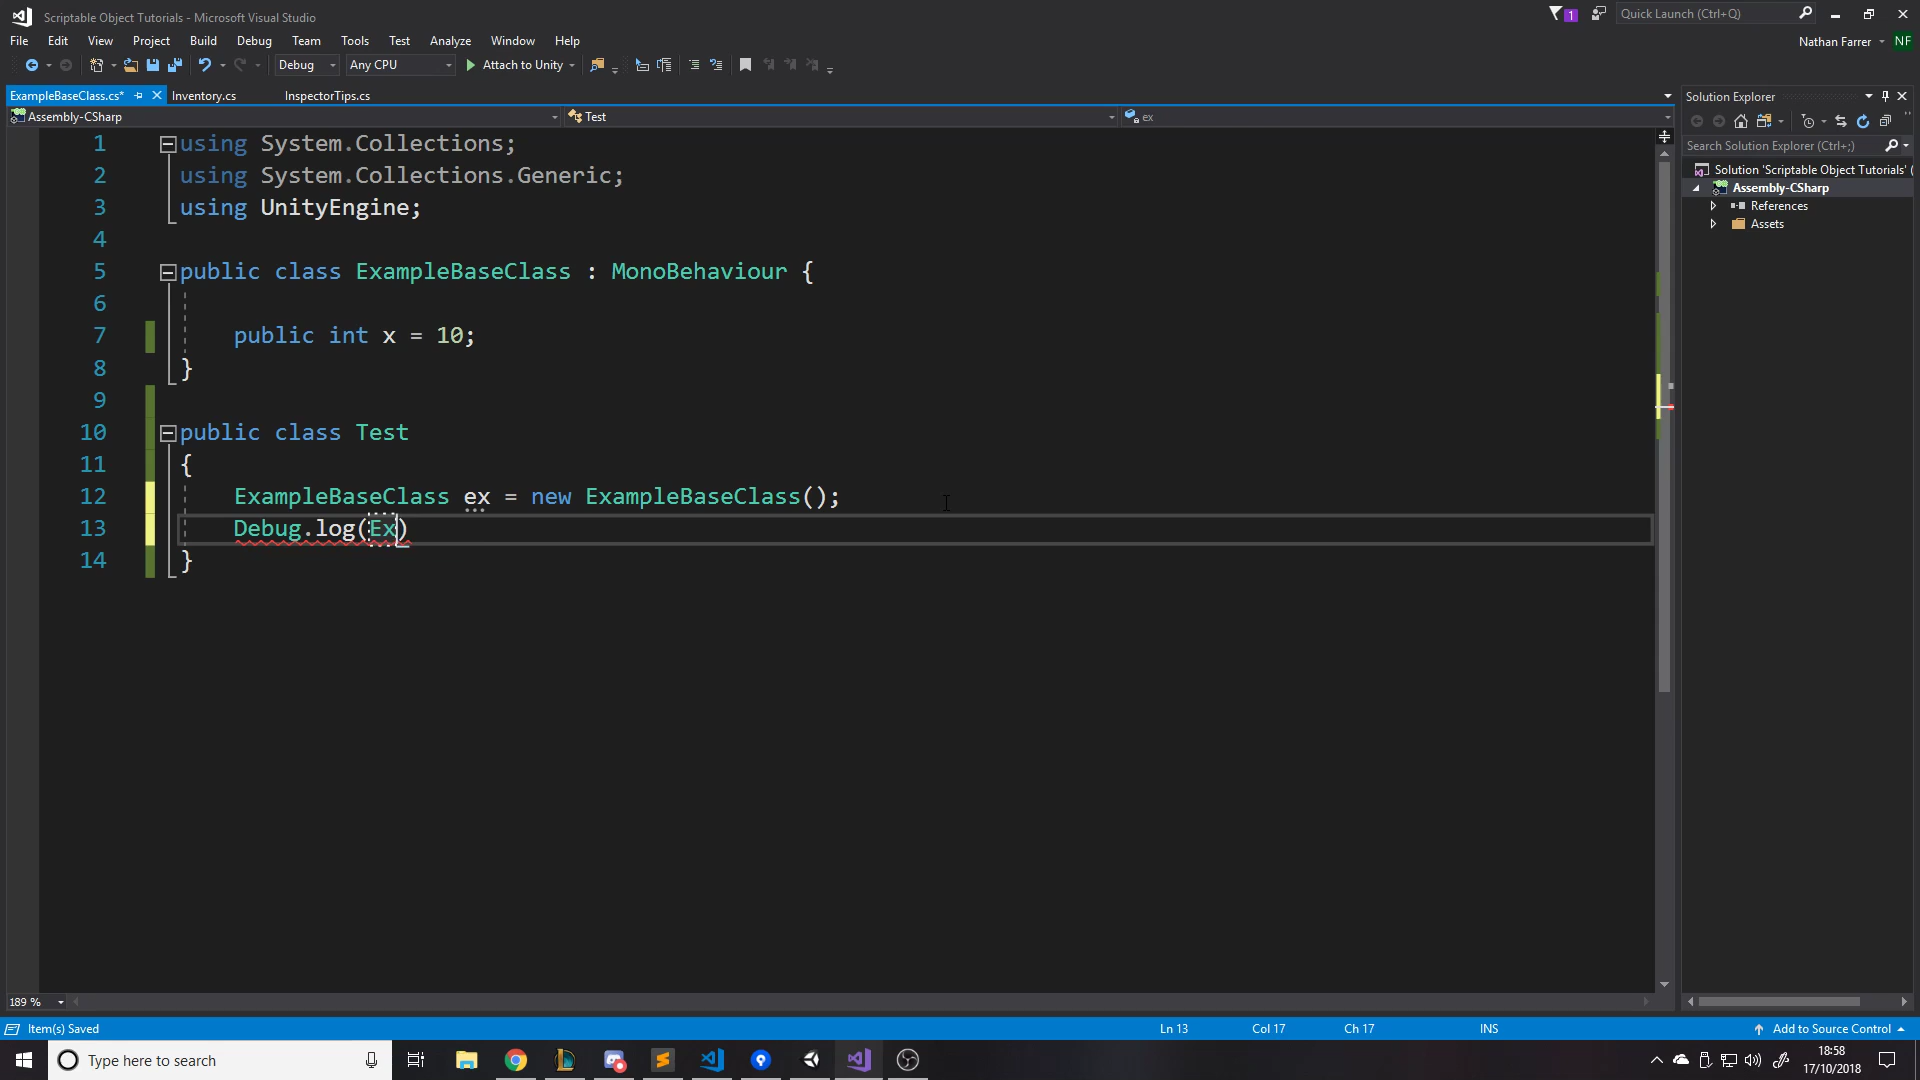 Scriptable Object Tutorials - Microsoft Visual Studio
1
Quick Launch (Ctrl+Q)
File Edit View Project Build Debug Team Tools Test Analyze Window Help
Nathan Farrer
NF
Debug
Any CPU
Attach to Unity
ExampleBaseClass.cs*
Inventory.cs
InspectorTips.cs
Solution Explorer
Assembly-CSharp
Test
ex
Search Solution Explorer (Ctrl+;)
Solution 'Scriptable Object Tutorials' (
Assembly-CSharp
References
Assets
1 using System.Collections;
2 using System.Collections.Generic;
3 using UnityEngine;
4
5 public class ExampleBaseClass : MonoBehaviour {
6
7 public int x = 10;
8 }
9
10 public class Test
11 {
12 ExampleBaseClass ex = new ExampleBaseClass();
13 Debug.log(Ex)
14 }
189 %
Item(s) Saved
Ln 13
Col 17
Ch 17
INS
Add to Source Control
Type here to search
18:58
17/10/2018